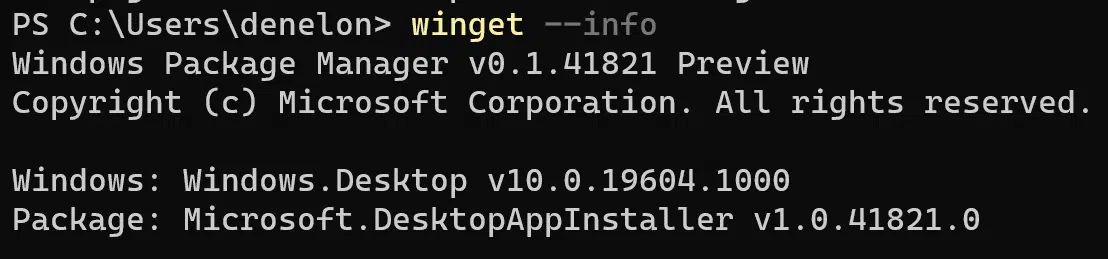 PS C:\Users\denelon> winget --info
Windows Package Manager v0.1.41821 Preview
Copyright (c) Microsoft Corporation. All rights reserved.
Windows: Windows.Desktop v10.0.19604.1000
Package: Microsoft.DesktopAppInstaller v1.0.41821.0